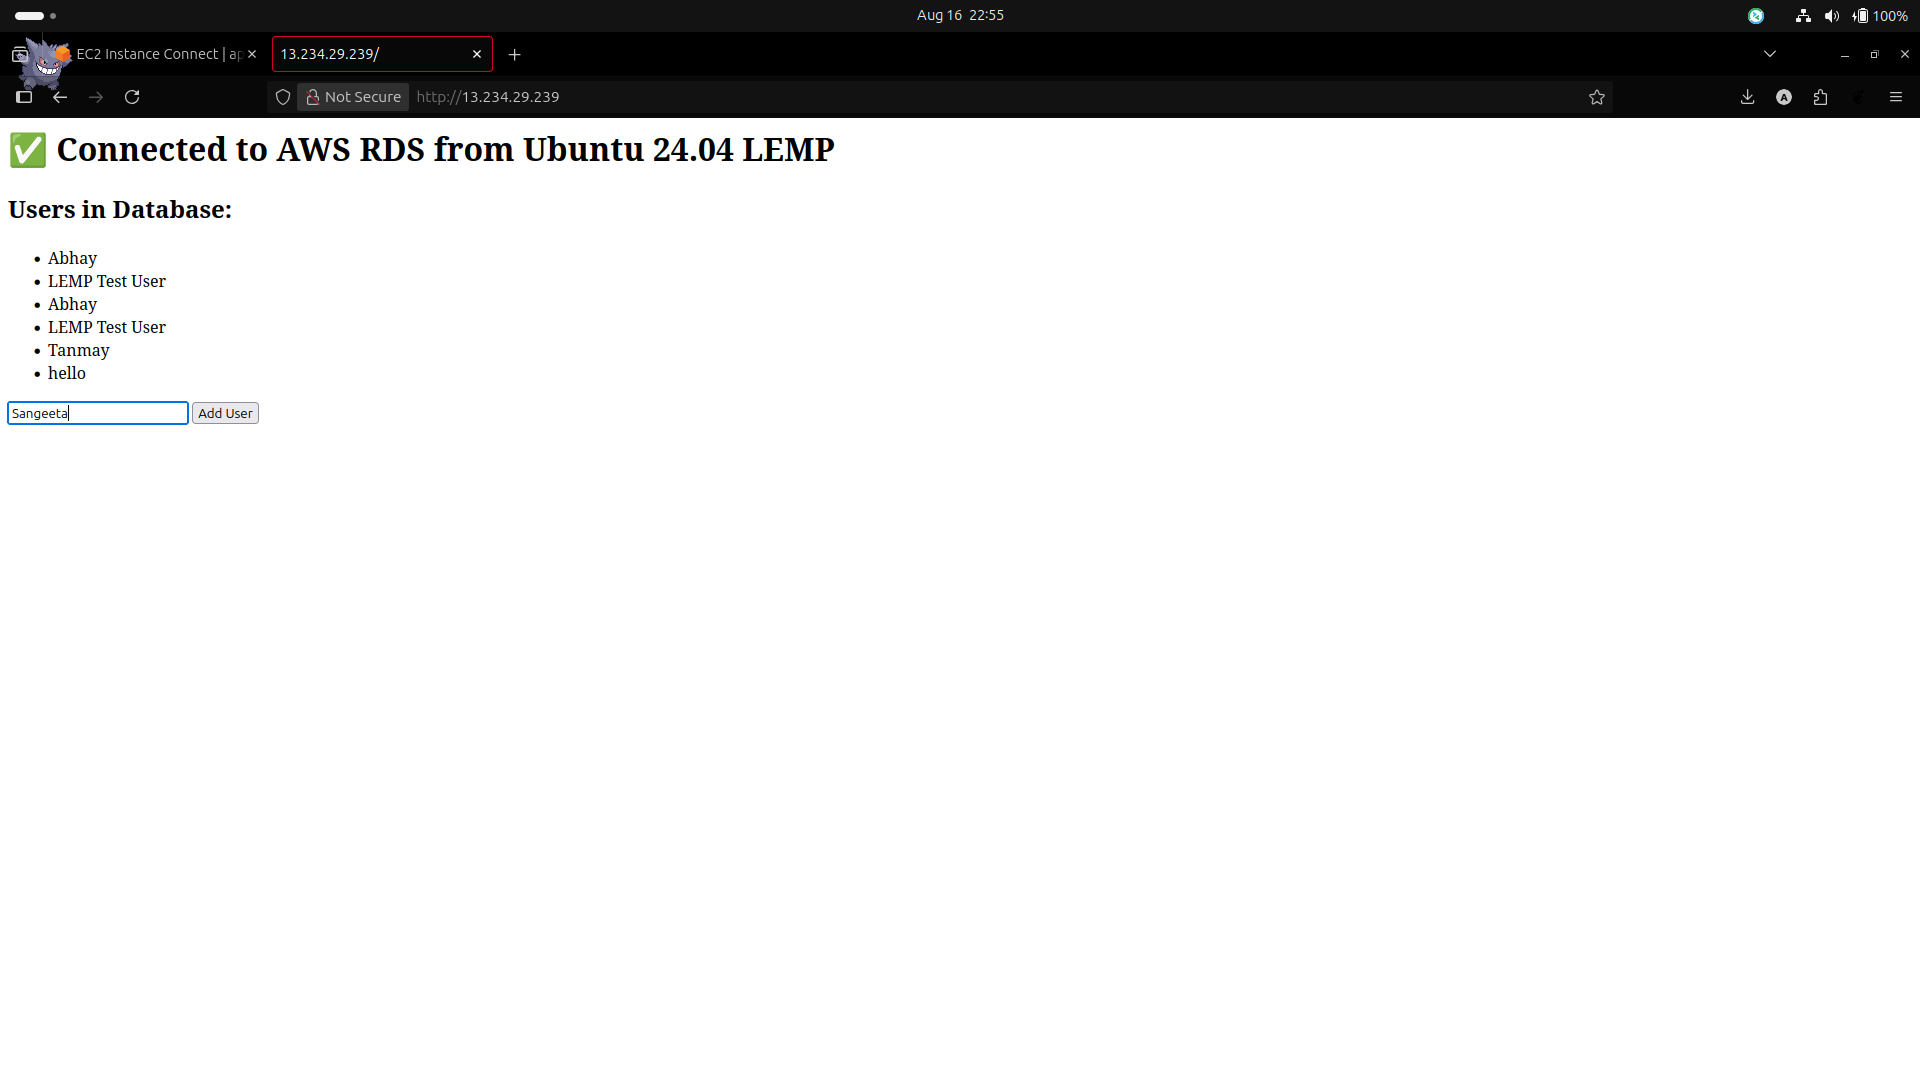 Aug 16 22:55
100%
EC2 Instance Connect | ap
13.234.29.239/
Not Secure
http://13.234.29.239
A
✅ Connected to AWS RDS from Ubuntu 24.04 LEMP
Users in Database:
• Abhay
• LEMP Test User
• Abhay
• LEMP Test User
• Tanmay
• hello
Sangeeta
Add User